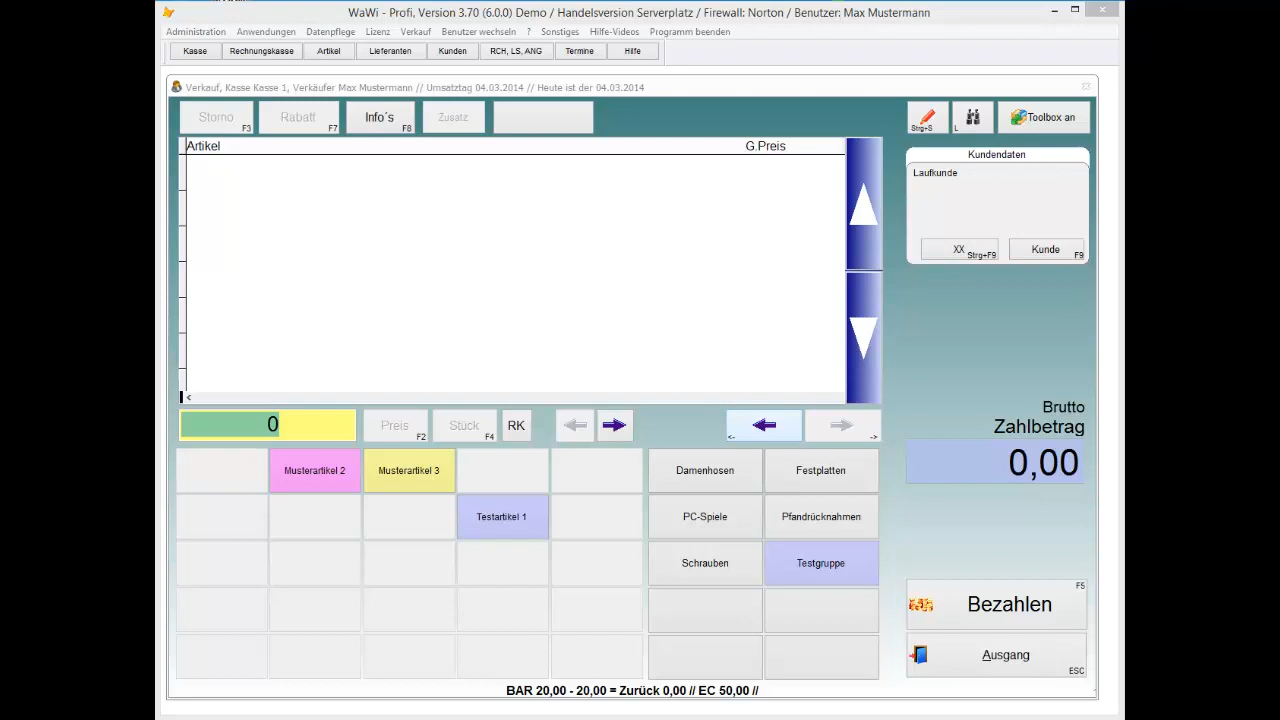 WaWi - Profi, Version 3.70 (6.0.0) Demo / Handelsversion Serverplatz / Firewall: Norton / Benutzer: Max Mustermann
Administration Anwendungen Datenpflege Lizenz Verkauf Benutzer wechseln ? Sonstiges Hilfe-Videos Programm beenden
Kasse Rechnungskasse Artikel Lieferanten Kunden RCH, LS, ANG Termine Hilfe
Verkauf, Kasse Kasse 1, Verkäufer Max Mustermann // Umsatztag 04.03.2014 // Heute ist der 04.03.2014
Storno F3 Rabatt F7 Info´s F8 Zusatz Strg+S L Toolbox an
Artikel G.Preis
Kundendaten
Laufkunde
XX Strg+F9 Kunde F9
<
Brutto
Zahlbetrag
0,00
0 Preis F2 Stück F4 RK <- ->
Musterartikel 2 Musterartikel 3 Damenhosen Festplatten
Testartikel 1 PC-Spiele Pfandrücknahmen
Schrauben Testgruppe
Bezahlen F5
Ausgang ESC
BAR 20,00 - 20,00 = Zurück 0,00 // EC 50,00 //